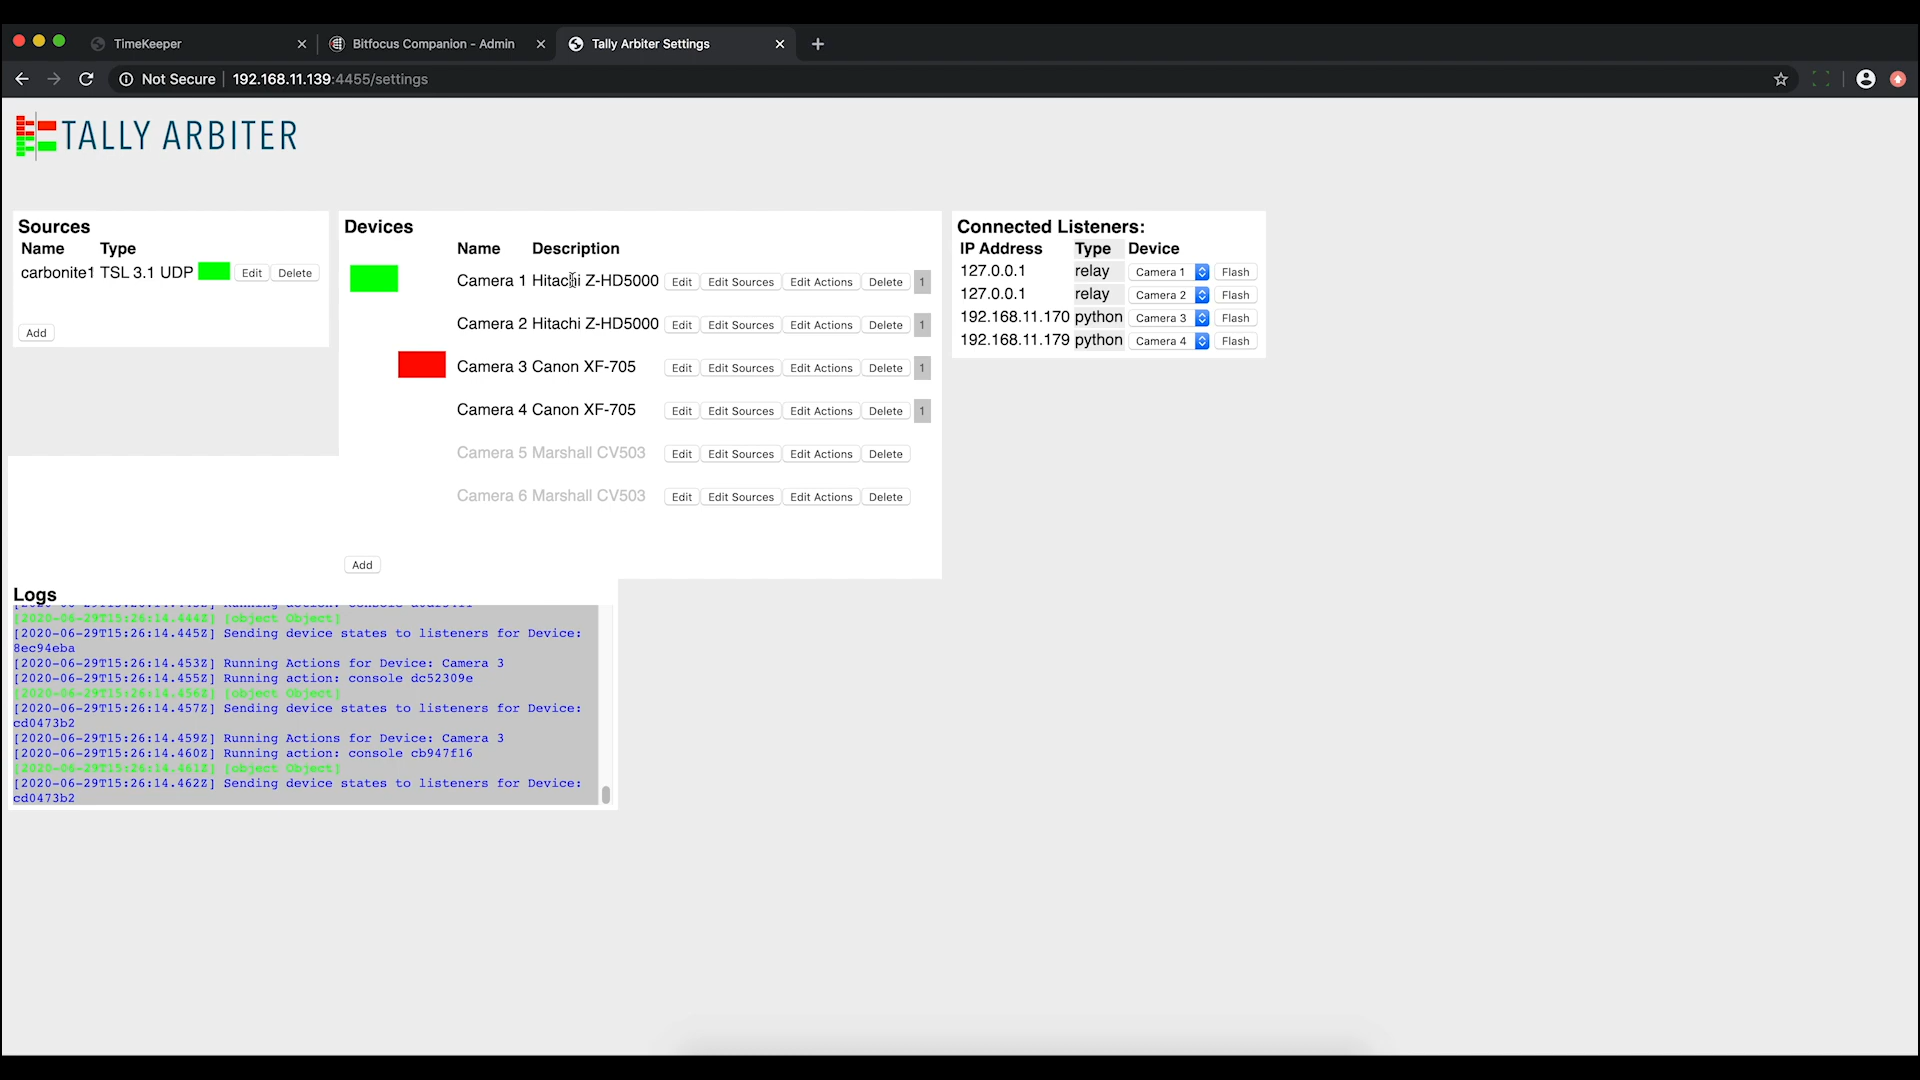 TimeKeeper
Bitfocus Companion - Admin
Tally Arbiter Settings
Not Secure
192.168.11.139:4455/settings
TALLY ARBITER
Sources
Name Type
carbonite1 TSL 3.1 UDP Edit Delete
Add
Devices
Name Description
Camera 1 Hitachi Z-HD5000 Edit Edit Sources Edit Actions Delete 1
Camera 2 Hitachi Z-HD5000 Edit Edit Sources Edit Actions Delete 1
Camera 3 Canon XF-705 Edit Edit Sources Edit Actions Delete 1
Camera 4 Canon XF-705 Edit Edit Sources Edit Actions Delete 1
Camera 5 Marshall CV503 Edit Edit Sources Edit Actions Delete
Camera 6 Marshall CV503 Edit Edit Sources Edit Actions Delete
Add
Connected Listeners:
IP Address Type Device
127.0.0.1 relay Camera 1 Flash
127.0.0.1 relay Camera 2 Flash
192.168.11.170 python Camera 3 Flash
192.168.11.179 python Camera 4 Flash
Logs
[2020-06-29T15:26:14.444Z] [object Object]
[2020-06-29T15:26:14.445Z] Sending device states to listeners for Device:
8ec94eba
[2020-06-29T15:26:14.453Z] Running Actions for Device: Camera 3
[2020-06-29T15:26:14.455Z] Running action: console dc52309e
[2020-06-29T15:26:14.456Z] [object Object]
[2020-06-29T15:26:14.457Z] Sending device states to listeners for Device:
cd0473b2
[2020-06-29T15:26:14.459Z] Running Actions for Device: Camera 3
[2020-06-29T15:26:14.460Z] Running action: console cb947f16
[2020-06-29T15:26:14.461Z] [object Object]
[2020-06-29T15:26:14.462Z] Sending device states to listeners for Device:
cd0473b2